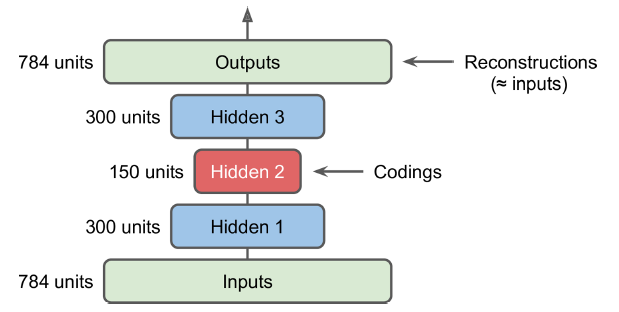 784 units
Outputs
Reconstructions
(≈ inputs)
300 units
Hidden 3
150 units
Hidden 2
Codings
300 units
Hidden 1
784 units
Inputs